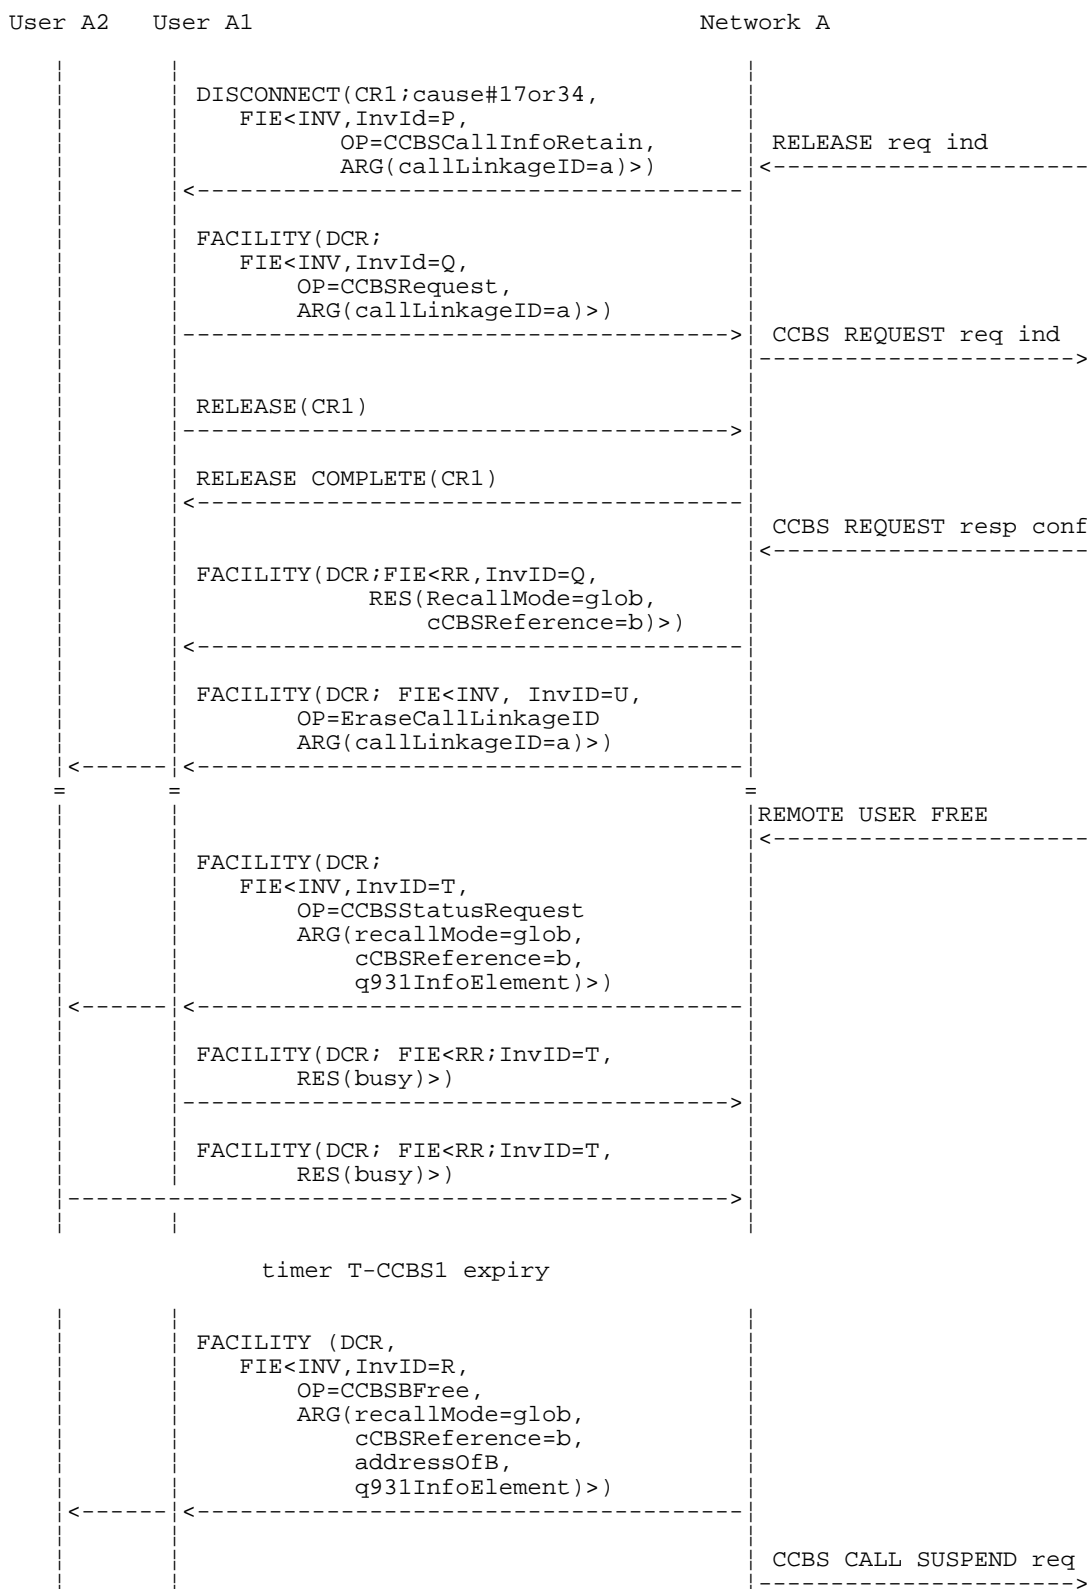 User A2 User A1 Network A
DISCONNECT(CR1;cause#17or34,
FIE<INV,InvId=P,
OP=CCBSCallInfoRetain,
RELEASE req ind
ARG(callLinkageID=a)>)
FACILITY(DCR;
FIE<INV,InvId=Q,
OP=CCBSRequest,
ARG(callLinkageID=a)>)
CCBS REQUEST req ind
RELEASE(CR1)
RELEASE COMPLETE(CR1)
CCBS REQUEST resp conf
FACILITY(DCR;FIE<RR,InvID=Q,
RES(RecallMode=glob,
cCBSReference=b)>)
FACILITY(DCR; FIE<INV, InvID=U,
OP=EraseCallLinkageID
ARG(callLinkageID=a)>)
REMOTE USER FREE
FACILITY(DCR;
FIE<INV,InvID=T,
OP=CCBSStatusRequest
ARG(recallMode=glob,
cCBSReference=b,
q931InfoElement)>)
FACILITY(DCR; FIE<RR;InvID=T,
RES(busy)>)
FACILITY(DCR; FIE<RR;InvID=T,
RES(busy)>)
timer T-CCBS1 expiry
FACILITY (DCR,
FIE<INV,InvID=R,
OP=CCBSBFree,
ARG(recallMode=glob,
cCBSReference=b,
addressOfB,
q931InfoElement)>)
CCBS CALL SUSPEND req